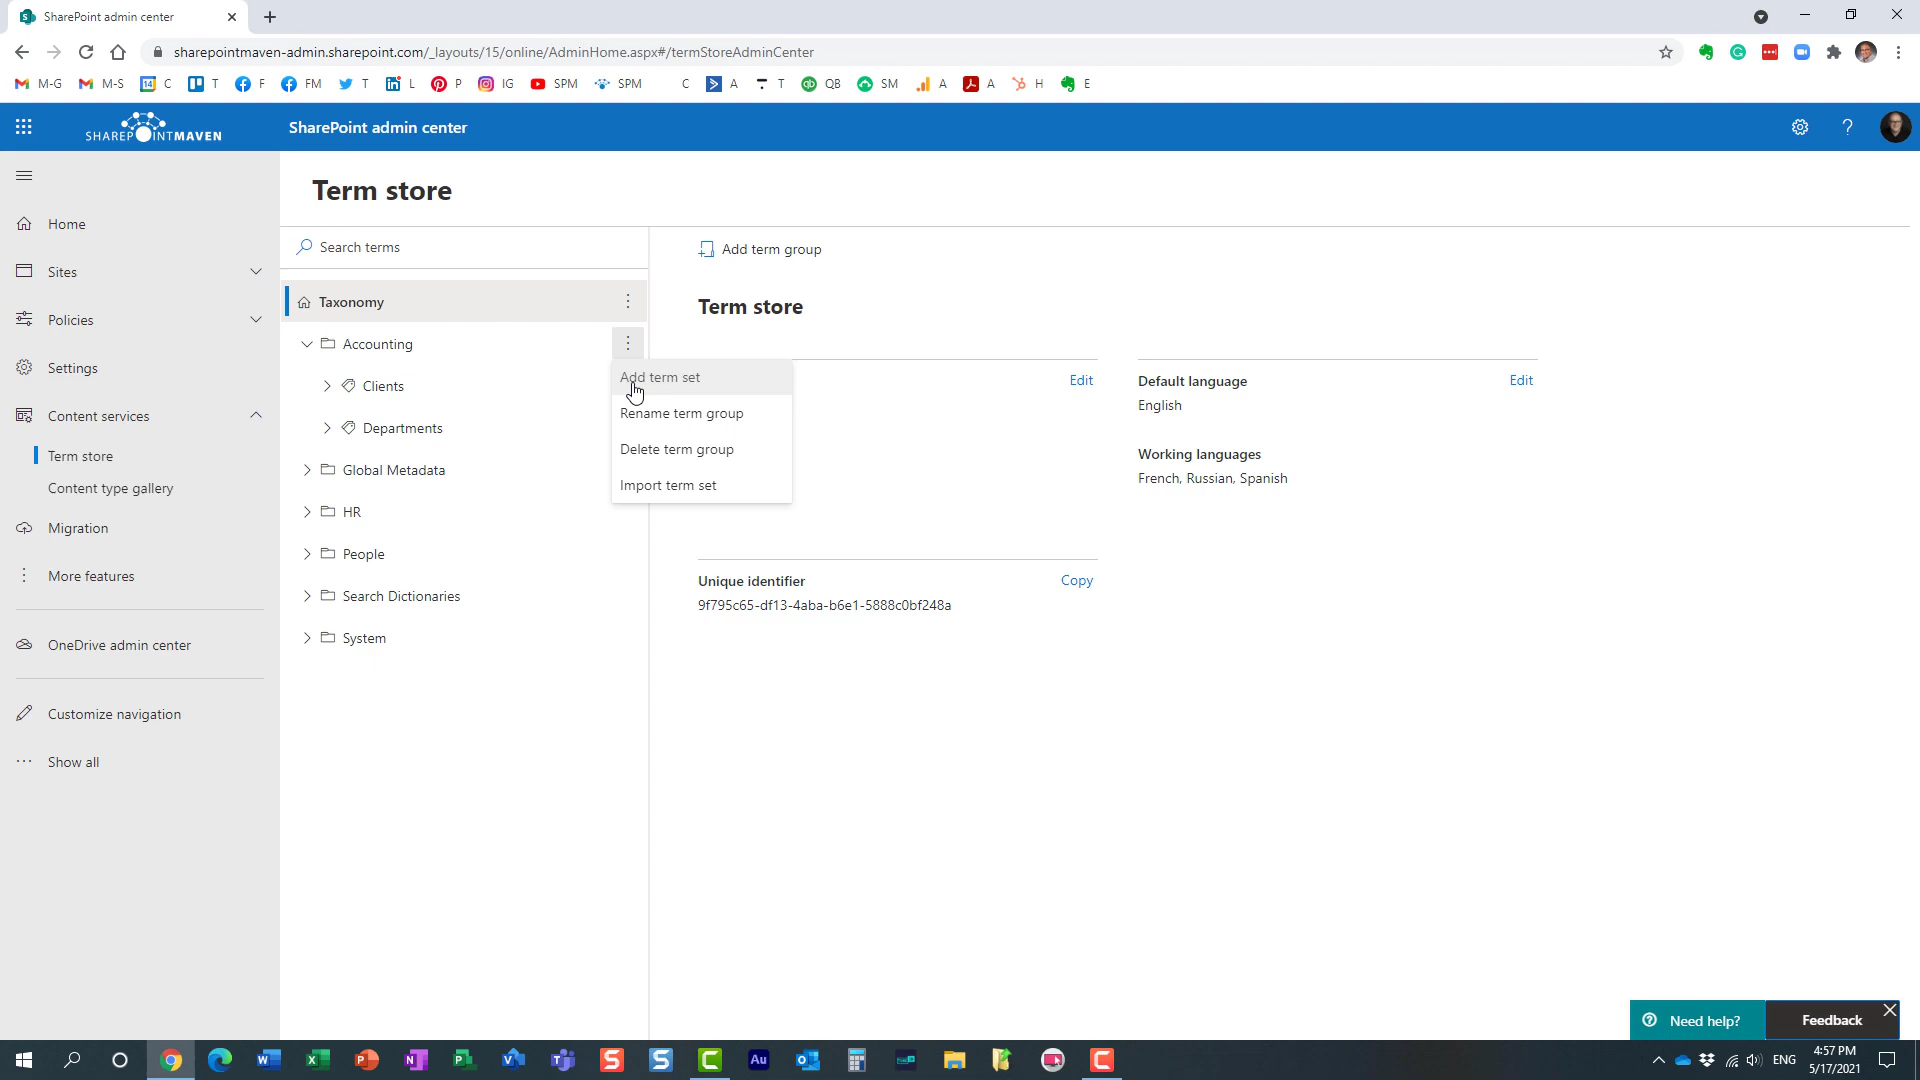 SharePoint admin center
sharepointmaven-admin.sharepoint.com/_layouts/15/online/AdminHome.aspx#/termStoreAdminCenter
M-G M-S C T F FM T L P IG SPM SPM C A T QB SM A A H E
SHAREPOINTMAVEN
SharePoint admin center
Term store
Home
Sites
Policies
Settings
Content services
Term store
Content type gallery
Migration
More features
OneDrive admin center
Customize navigation
Show all
Search terms
Taxonomy
Accounting
Clients
Departments
Global Metadata
HR
People
Search Dictionaries
System
Add term set
Rename term group
Delete term group
Import term set
Add term group
Term store
Edit
Default language
Edit
English
Working languages
French, Russian, Spanish
Unique identifier
Copy
9f795c65-df13-4aba-b6e1-5888c0bf248a
Need help?
Feedback
ENG
4:57 PM
5/17/2021